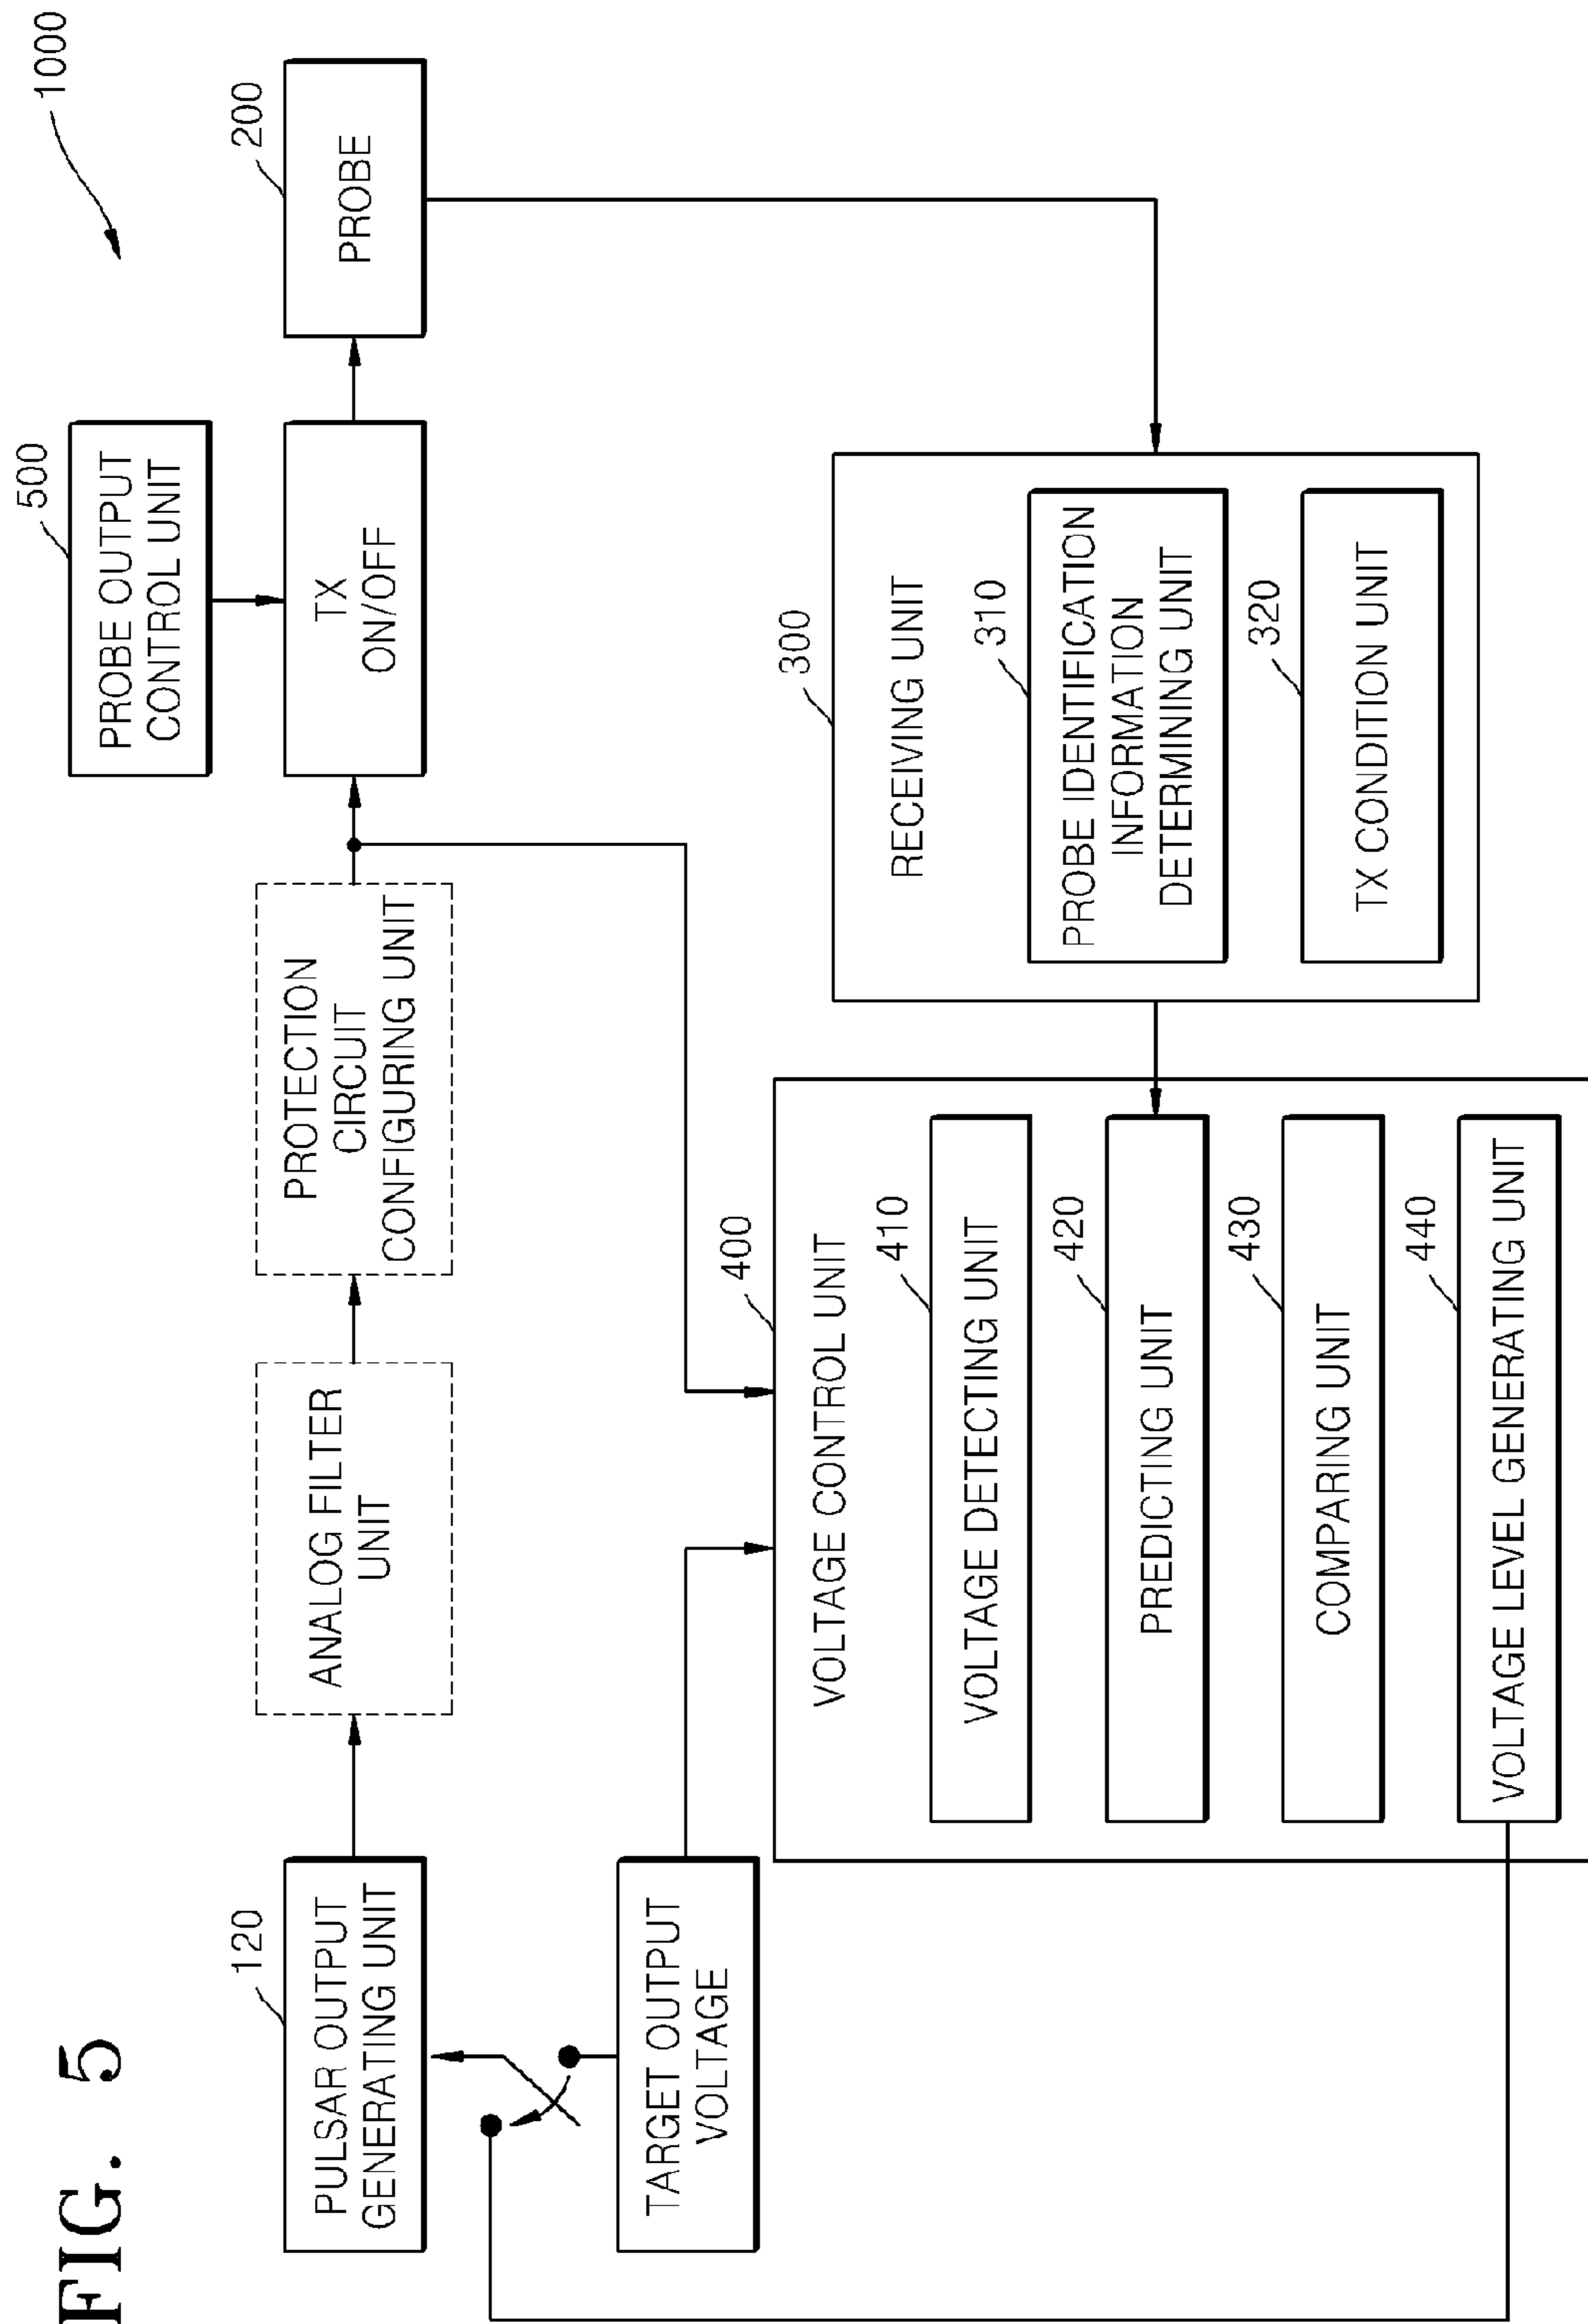 FIG. 5
1000
500
PROBE OUTPUT
CONTROL UNIT
120
PULSAR OUTPUT
GENERATING UNIT
ANALOG FILTER
UNIT
PROTECTION
CIRCUIT
CONFIGURING UNIT
TX
ON/OFF
200
PROBE
TARGET OUTPUT
VOLTAGE
400
VOLTAGE CONTROL UNIT
410
VOLTAGE DETECTING UNIT
420
PREDICTING UNIT
430
COMPARING UNIT
440
VOLTAGE LEVEL GENERATING UNIT
300
RECEIVING UNIT
310
PROBE IDENTIFICATION
INFORMATION
DETERMINING UNIT
320
TX CONDITION UNIT